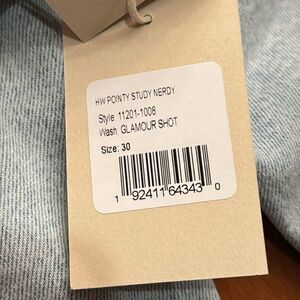 HW POINTY STUDY NERDY
Style: 11201-1008
Wash: GLAMOUR SHOT
Size: 30
1 92411 64343 0